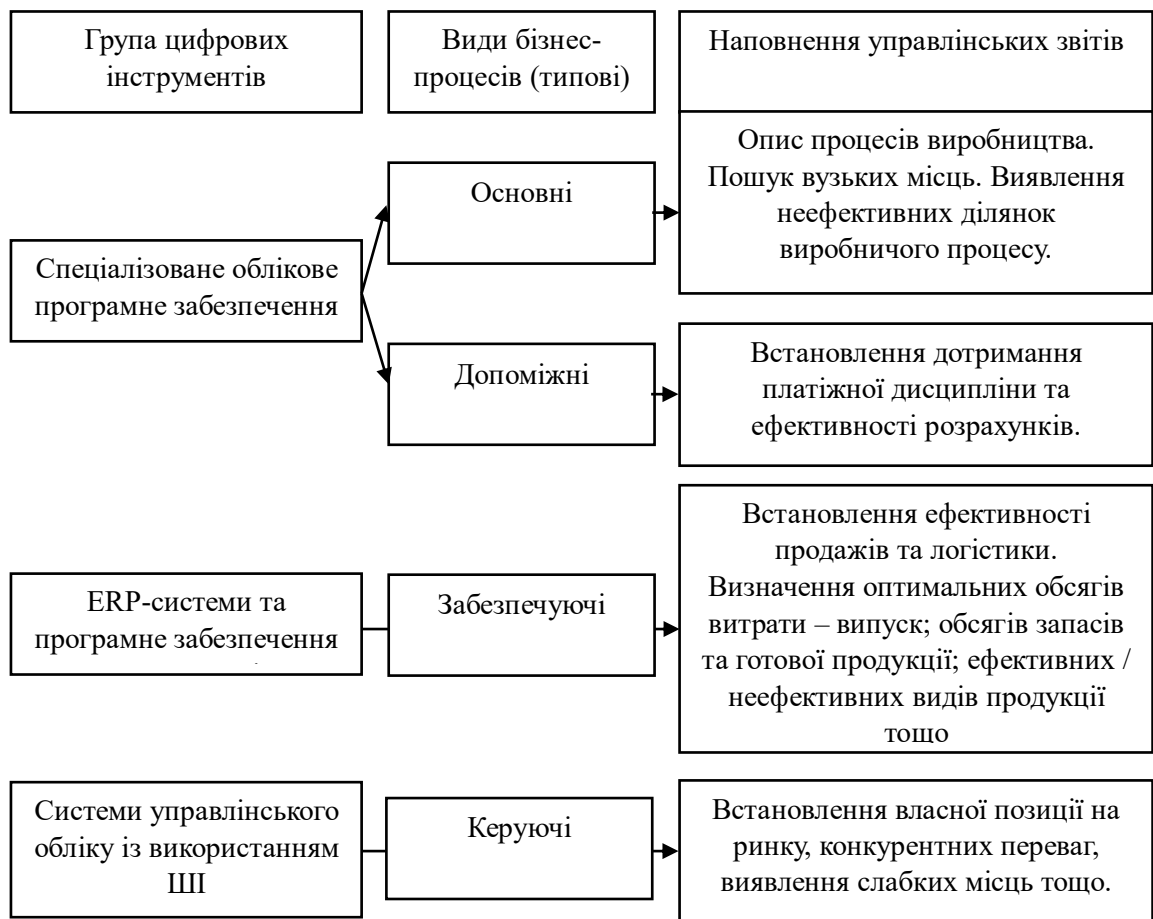 Група цифрових
інструментів
Види бізнес-
процесів (типові)
Наповнення управлінських звітів
Спеціалізоване облікове
програмне забезпечення
Основні
Опис процесів виробництва.
Пошук вузьких місць. Виявлення
неефективних ділянок
виробничого процесу.
Допоміжні
Встановлення дотримання
платіжної дисципліни та
ефективності розрахунків.
ERP-системи та
програмне забезпечення
Забезпечуючі
Встановлення ефективності
продажів та логістики.
Визначення оптимальних обсягів
витрати – випуск; обсягів запасів
та готової продукції; ефективних /
неефективних видів продукції
тощо
Системи управлінського
обліку із використанням
ШІ
Керуючі
Встановлення власної позиції на
ринку, конкурентних переваг,
виявлення слабких місць тощо.